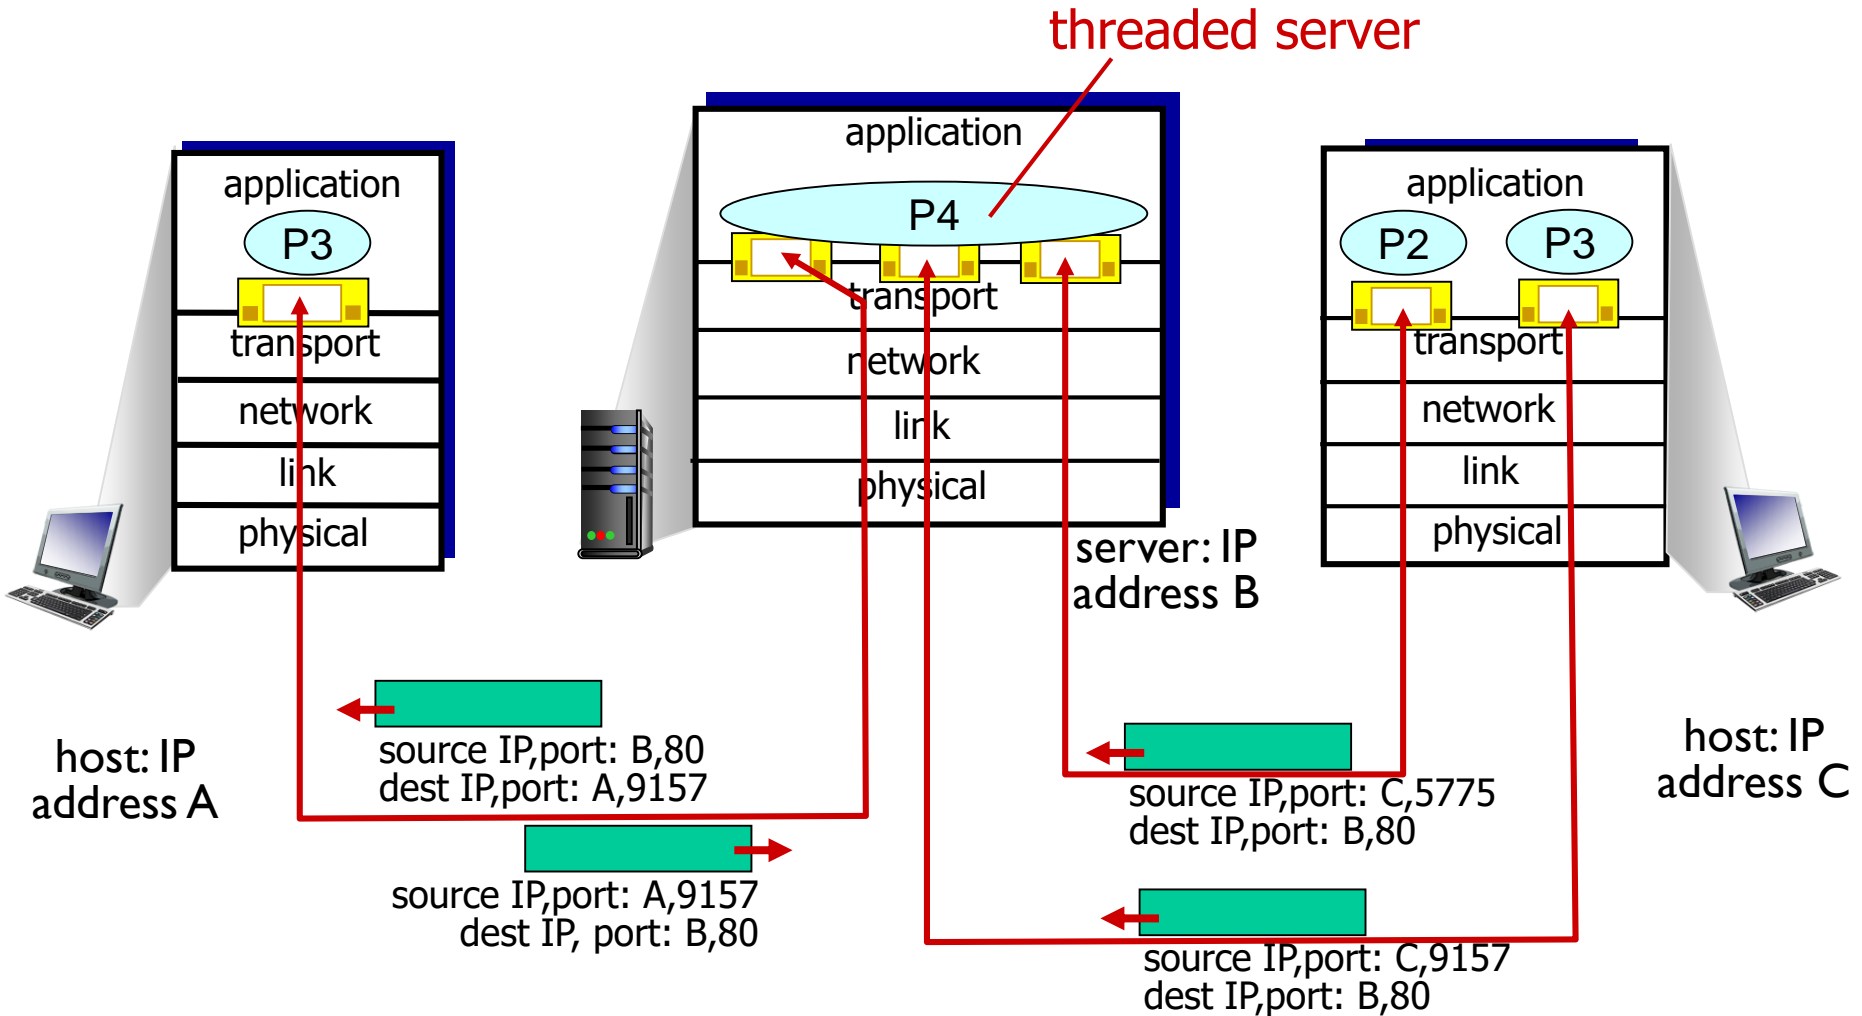 threaded server
application
P3
transport
network
link
physical
application
P4
transport
network
link
physical
application
P2
P3
transport
network
link
physical
server: IP
address B
host: IP
address A
source IP,port: B,80
dest IP,port: A,9157
source IP,port: A,9157
dest IP, port: B,80
source IP,port: C,5775
dest IP,port: B,80
source IP,port: C,9157
dest IP,port: B,80
host: IP
address C